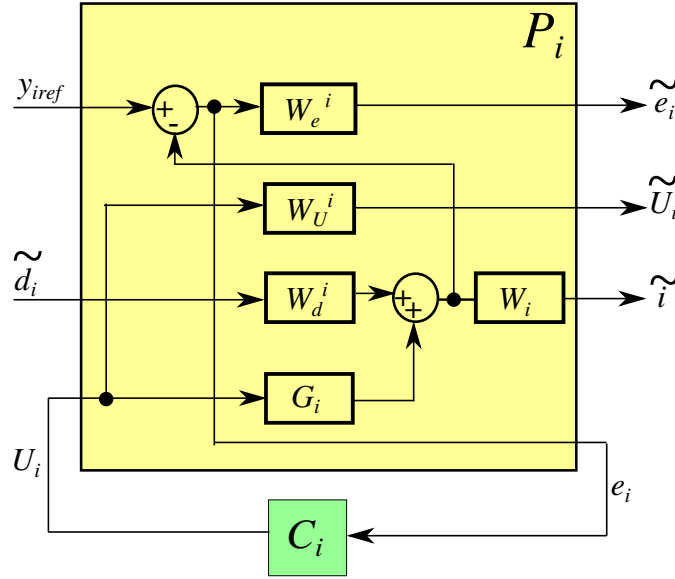 P_i
y_iref
+
-
W_e^i
ẽ_i
W_U^i
Ũ_i
d̃_i
W_d^i
+
+
W_i
ĩ
G_i
U_i
e_i
C_i